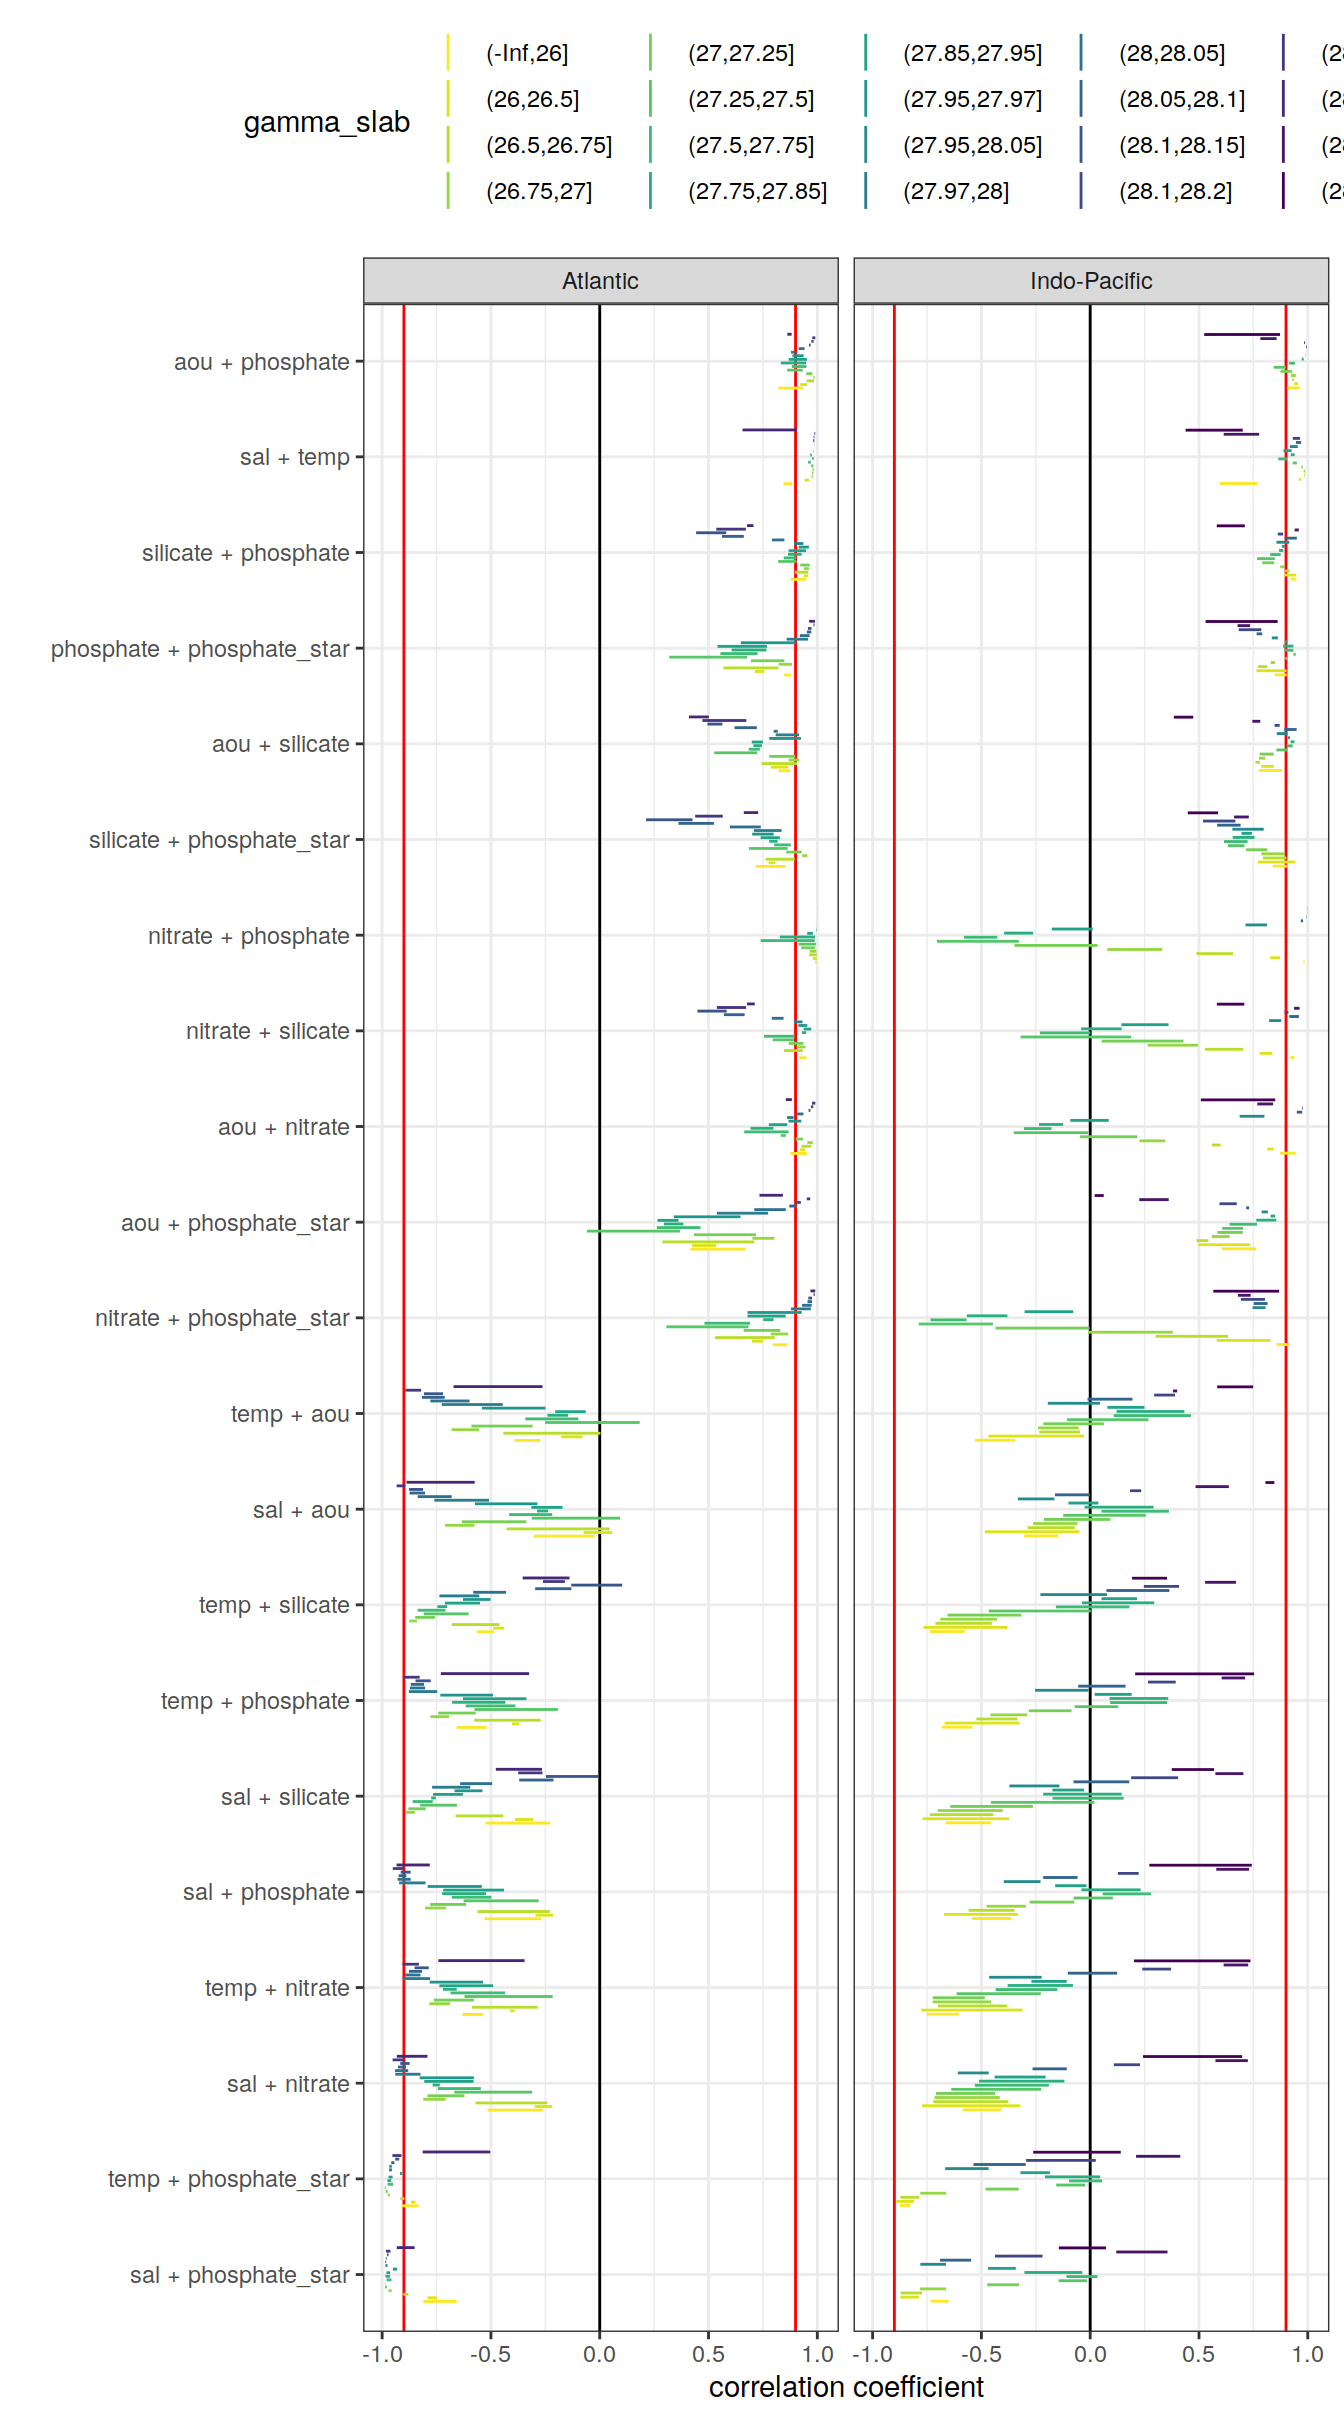 gamma_slab
(-Inf,26] (27,27.25] (27.85,27.95] (28,28.05]
(26,26.5] (27.25,27.5] (27.95,27.97] (28.05,28.1]
(26.5,26.75] (27.5,27.75] (27.95,28.05] (28.1,28.15]
(26.75,27] (27.75,27.85] (27.97,28] (28.1,28.2]
Atlantic Indo-Pacific
aou + phosphate
sal + temp
silicate + phosphate
phosphate + phosphate_star
aou + silicate
silicate + phosphate_star
nitrate + phosphate
nitrate + silicate
aou + nitrate
aou + phosphate_star
nitrate + phosphate_star
temp + aou
sal + aou
temp + silicate
temp + phosphate
sal + silicate
sal + phosphate
temp + nitrate
sal + nitrate
temp + phosphate_star
sal + phosphate_star
-1.0 -0.5 0.0 0.5 1.0 -1.0 -0.5 0.0 0.5 1.0
correlation coefficient